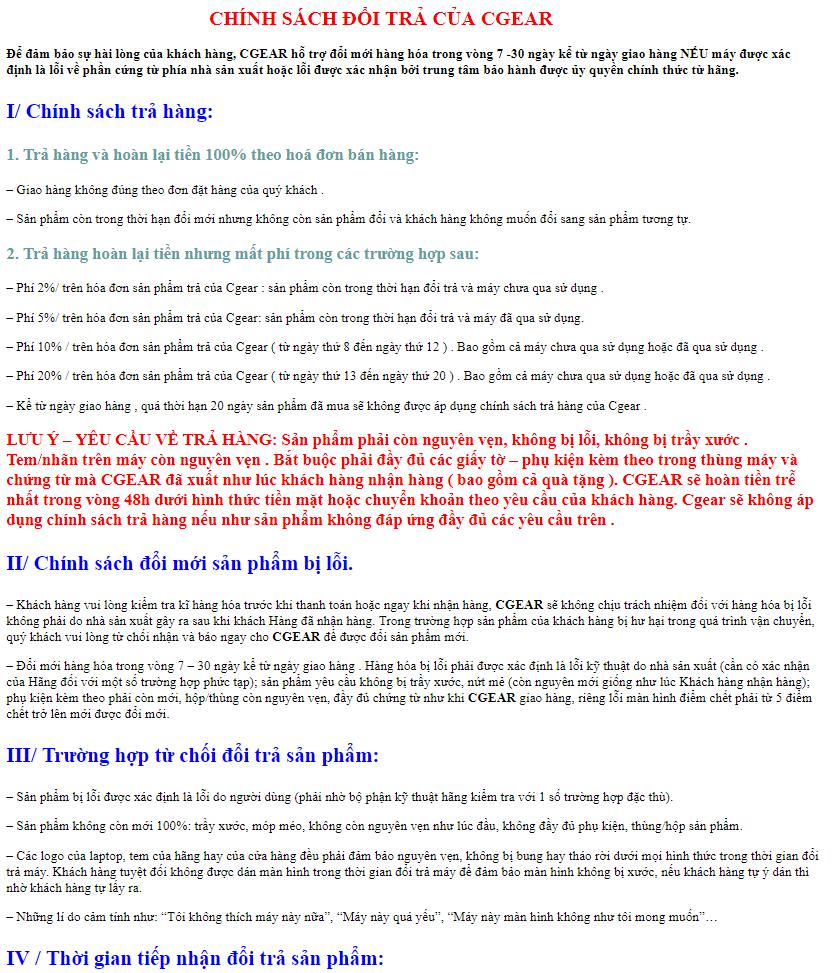 CHÍNH SÁCH ĐỔI TRẢ CỦA CGEAR
Để đảm bảo sự hài lòng của khách hàng, CGEAR hỗ trợ đổi mới hàng hóa trong vòng 7 -30 ngày kể từ ngày giao hàng NẾU máy được xác
định là lỗi về phần cứng từ phía nhà sản xuất hoặc lỗi được xác nhận bởi trung tâm bảo hành được ủy quyền chính thức từ hãng.
I/ Chính sách trả hàng:
1. Trả hàng và hoàn lại tiền 100% theo hoá đơn bán hàng:
– Giao hàng không đúng theo đơn đặt hàng của quý khách .
– Sản phẩm còn trong thời hạn đổi mới nhưng không còn sản phẩm đổi và khách hàng không muốn đổi sang sản phẩm tương tự.
2. Trả hàng hoàn lại tiền nhưng mất phí trong các trường hợp sau:
– Phí 2%/ trên hóa đơn sản phẩm trả của Cgear : sản phẩm còn trong thời hạn đổi trả và máy chưa qua sử dụng .
– Phí 5%/ trên hóa đơn sản phẩm trả của Cgear: sản phẩm còn trong thời hạn đổi trả và máy đã qua sử dụng.
– Phí 10% / trên hóa đơn sản phẩm trả của Cgear ( từ ngày thứ 8 đến ngày thứ 12 ) . Bao gồm cả máy chưa qua sử dụng hoặc đã qua sử dụng .
– Phí 20% / trên hóa đơn sản phẩm trả của Cgear ( từ ngày thứ 13 đến ngày thứ 20 ) . Bao gồm cả máy chưa qua sử dụng hoặc đã qua sử dụng .
– Kể từ ngày giao hàng , quá thời hạn 20 ngày sản phẩm đã mua sẽ không được áp dụng chính sách trả hàng của Cgear .
LƯU Ý – YÊU CẦU VỀ TRẢ HÀNG: Sản phẩm phải còn nguyên vẹn, không bị lỗi, không bị trầy xước .
Tem/nhãn trên máy còn nguyên vẹn . Bắt buộc phải đầy đủ các giấy tờ – phụ kiện kèm theo trong thùng máy và
chứng từ mà CGEAR đã xuất như lúc khách hàng nhận hàng ( bao gồm cả quà tặng ). CGEAR sẽ hoàn tiền trễ
nhất trong vòng 48h dưới hình thức tiền mặt hoặc chuyển khoản theo yêu cầu của khách hàng. Cgear sẽ không áp
dụng chính sách trả hàng nếu như sản phẩm không đáp ứng đầy đủ các yêu cầu trên .
II/ Chính sách đổi mới sản phẩm bị lỗi.
– Khách hàng vui lòng kiểm tra kĩ hàng hóa trước khi thanh toán hoặc ngay khi nhận hàng, CGEAR sẽ không chịu trách nhiệm đối với hàng hóa bị lỗi
không phải do nhà sản xuất gây ra sau khi khách Hàng đã nhận hàng. Trong trường hợp sản phẩm của khách hàng bị hư hại trong quá trình vận chuyển,
quý khách vui lòng từ chối nhận và báo ngay cho CGEAR để được đổi sản phẩm mới.
– Đổi mới hàng hóa trong vòng 7 – 30 ngày kể từ ngày giao hàng . Hàng hóa bị lỗi phải được xác định là lỗi kỹ thuật do nhà sản xuất (cần có xác nhận
của Hãng đối với một số trường hợp phức tạp); sản phẩm yêu cầu không bị trầy xước, nứt mẻ (còn nguyên mới giống như lúc Khách hàng nhận hàng);
phụ kiện kèm theo phải còn mới, hộp/thùng còn nguyên vẹn, đầy đủ chứng từ như khi CGEAR giao hàng, riêng lỗi màn hình điểm chết phải từ 5 điểm
chết trở lên mới được đổi mới.
III/ Trường hợp từ chối đổi trả sản phẩm:
– Sản phẩm bị lỗi được xác định là lỗi do người dùng (phải nhờ bộ phận kỹ thuật hãng kiểm tra với 1 số trường hợp đặc thù).
– Sản phẩm không còn mới 100%: trầy xước, móp méo, không còn nguyên vẹn như lúc đầu, không đầy đủ phụ kiện, thùng/hộp sản phẩm.
– Các logo của laptop, tem của hãng hay của cửa hàng đều phải đảm bảo nguyên vẹn, không bị bung hay tháo rời dưới mọi hình thức trong thời gian đổi
trả máy. Khách hàng tuyệt đối không được dán màn hình trong thời gian đổi trả máy để đảm bảo màn hình không bị xước, nếu khách hàng tự ý dán thì
nhờ khách hàng tự lấy ra.
– Những lí do cảm tính như: “Tôi không thích máy này nữa”, “Máy này quá yếu”, “Máy này màn hình không như tôi mong muốn”…
IV / Thời gian tiếp nhận đổi trả sản phẩm: